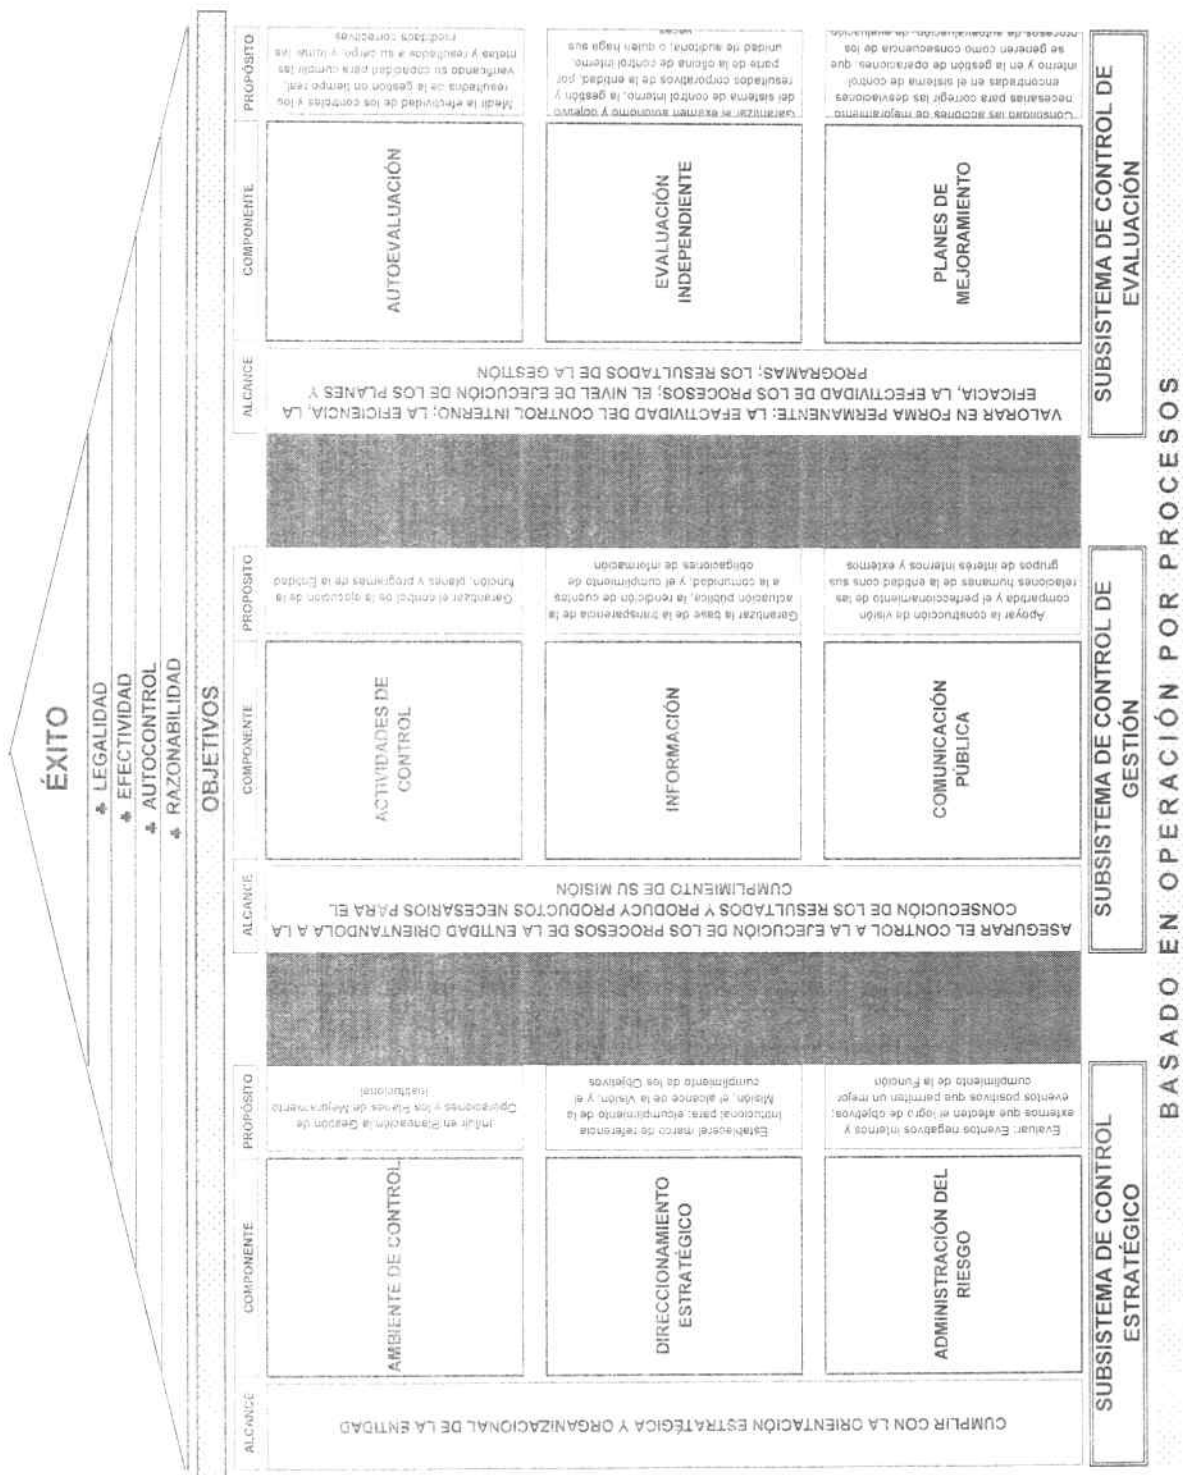 ÉXITO
♣ LEGALIDAD
♣ EFECTIVIDAD
♣ AUTOCONTROL
♣ RAZONABILIDAD
OBJETIVOS
ALCANCE
COMPONENTE
PROPÓSITO
ALCANCE
COMPONENTE
PROPÓSITO
ALCANCE
COMPONENTE
PROPÓSITO
CUMPLIR CON LA ORIENTACIÓN ESTRATÉGICA Y ORGANIZACIONAL DE LA ENTIDAD
AMBIENTE DE CONTROL
Influir en Planeación la Gestión de
Operaciones y los Planes de Mejoramiento
Institucional
DIRECCIONAMIENTO
ESTRATÉGICO
Establecerel marco de referencia
Intitucional para; elcumplimiento de la
Misión, el alcance de la Visión, y el
cumplimiento de los Objetivos
ADMINISTRACIÓN DEL
RIESGO
Evaluar: Eventos negativos internos y
externos que afecten el logro de objetivos;
eventos positivos que permiten un mejor
cumplimiento de la Función
SUBSISTEMA DE CONTROL
ESTRATÉGICO
ASEGURAR EL CONTROL A LA EJECUCIÓN DE LOS PROCESOS DE LA ENTIDAD ORIENTANDOLA A LA
CONSECUCIÓN DE LOS RESULTADOS Y PRODUCY PRODUCTOS NECESARIOS PARA EL
CUMPLIMIENTO DE SU MISIÓN
ACTIVIDADES DE
CONTROL
Garantizar el control os la ejecucion de la
función, planes y programes de la Entidad
INFORMACIÓN
Garantizar la base de la transparencia de la
actuación pública, la rendición de cuentas
a la comunidad, y el cumplimiento de
obligaciones de información
COMUNICACIÓN
PÚBLICA
Apoyar la construcción de visión
compartida y el perfeccionamiento de las
relaciones humanas de la entidad cons sus
grupos de interés internos y externos
SUBSISTEMA DE CONTROL DE
GESTIÓN
VALORAR EN FORMA PERMANENTE: LA EFACTIVIDAD DEL CONTROL INTERNO; LA EFICIENCIA, LA
EFICACIA, LA EFECTIVIDAD DE LOS PROCESOS; EL NIVEL DE EJECUCIÓN DE LOS PLANES Y
PROGRAMAS; LOS RESULTADOS DE LA GESTIÓN
AUTOEVALUACIÓN
Medir la efectividad de los controles y los
resultados de la gestion en tiempo real,
verificando su capacidad para cumplir las
metas y resultados a su cargo, y tomar las
medidas correctivas
EVALUACIÓN
INDEPENDIENTE
Garantizar el examen autonomo y objetivo
del sistema de control interno, la gestión y
resultados corporativos de la entidad, por
parte de la oficina de control interno,
unidad de auditoria, o quien haga sus
veces
PLANES DE
MEJORAMIENTO
Consolidad las acciones de mejoramiento
necesarias para corregir las desviaciones
encontradas en el sistema de control
interno y en la gestión de operaciones, que
se generen como consecuencia de los
procesos de autoevaluación, de evaluación
SUBSISTEMA DE CONTROL DE
EVALUACIÓN
BASADO EN OPERACIÓN POR PROCESOS